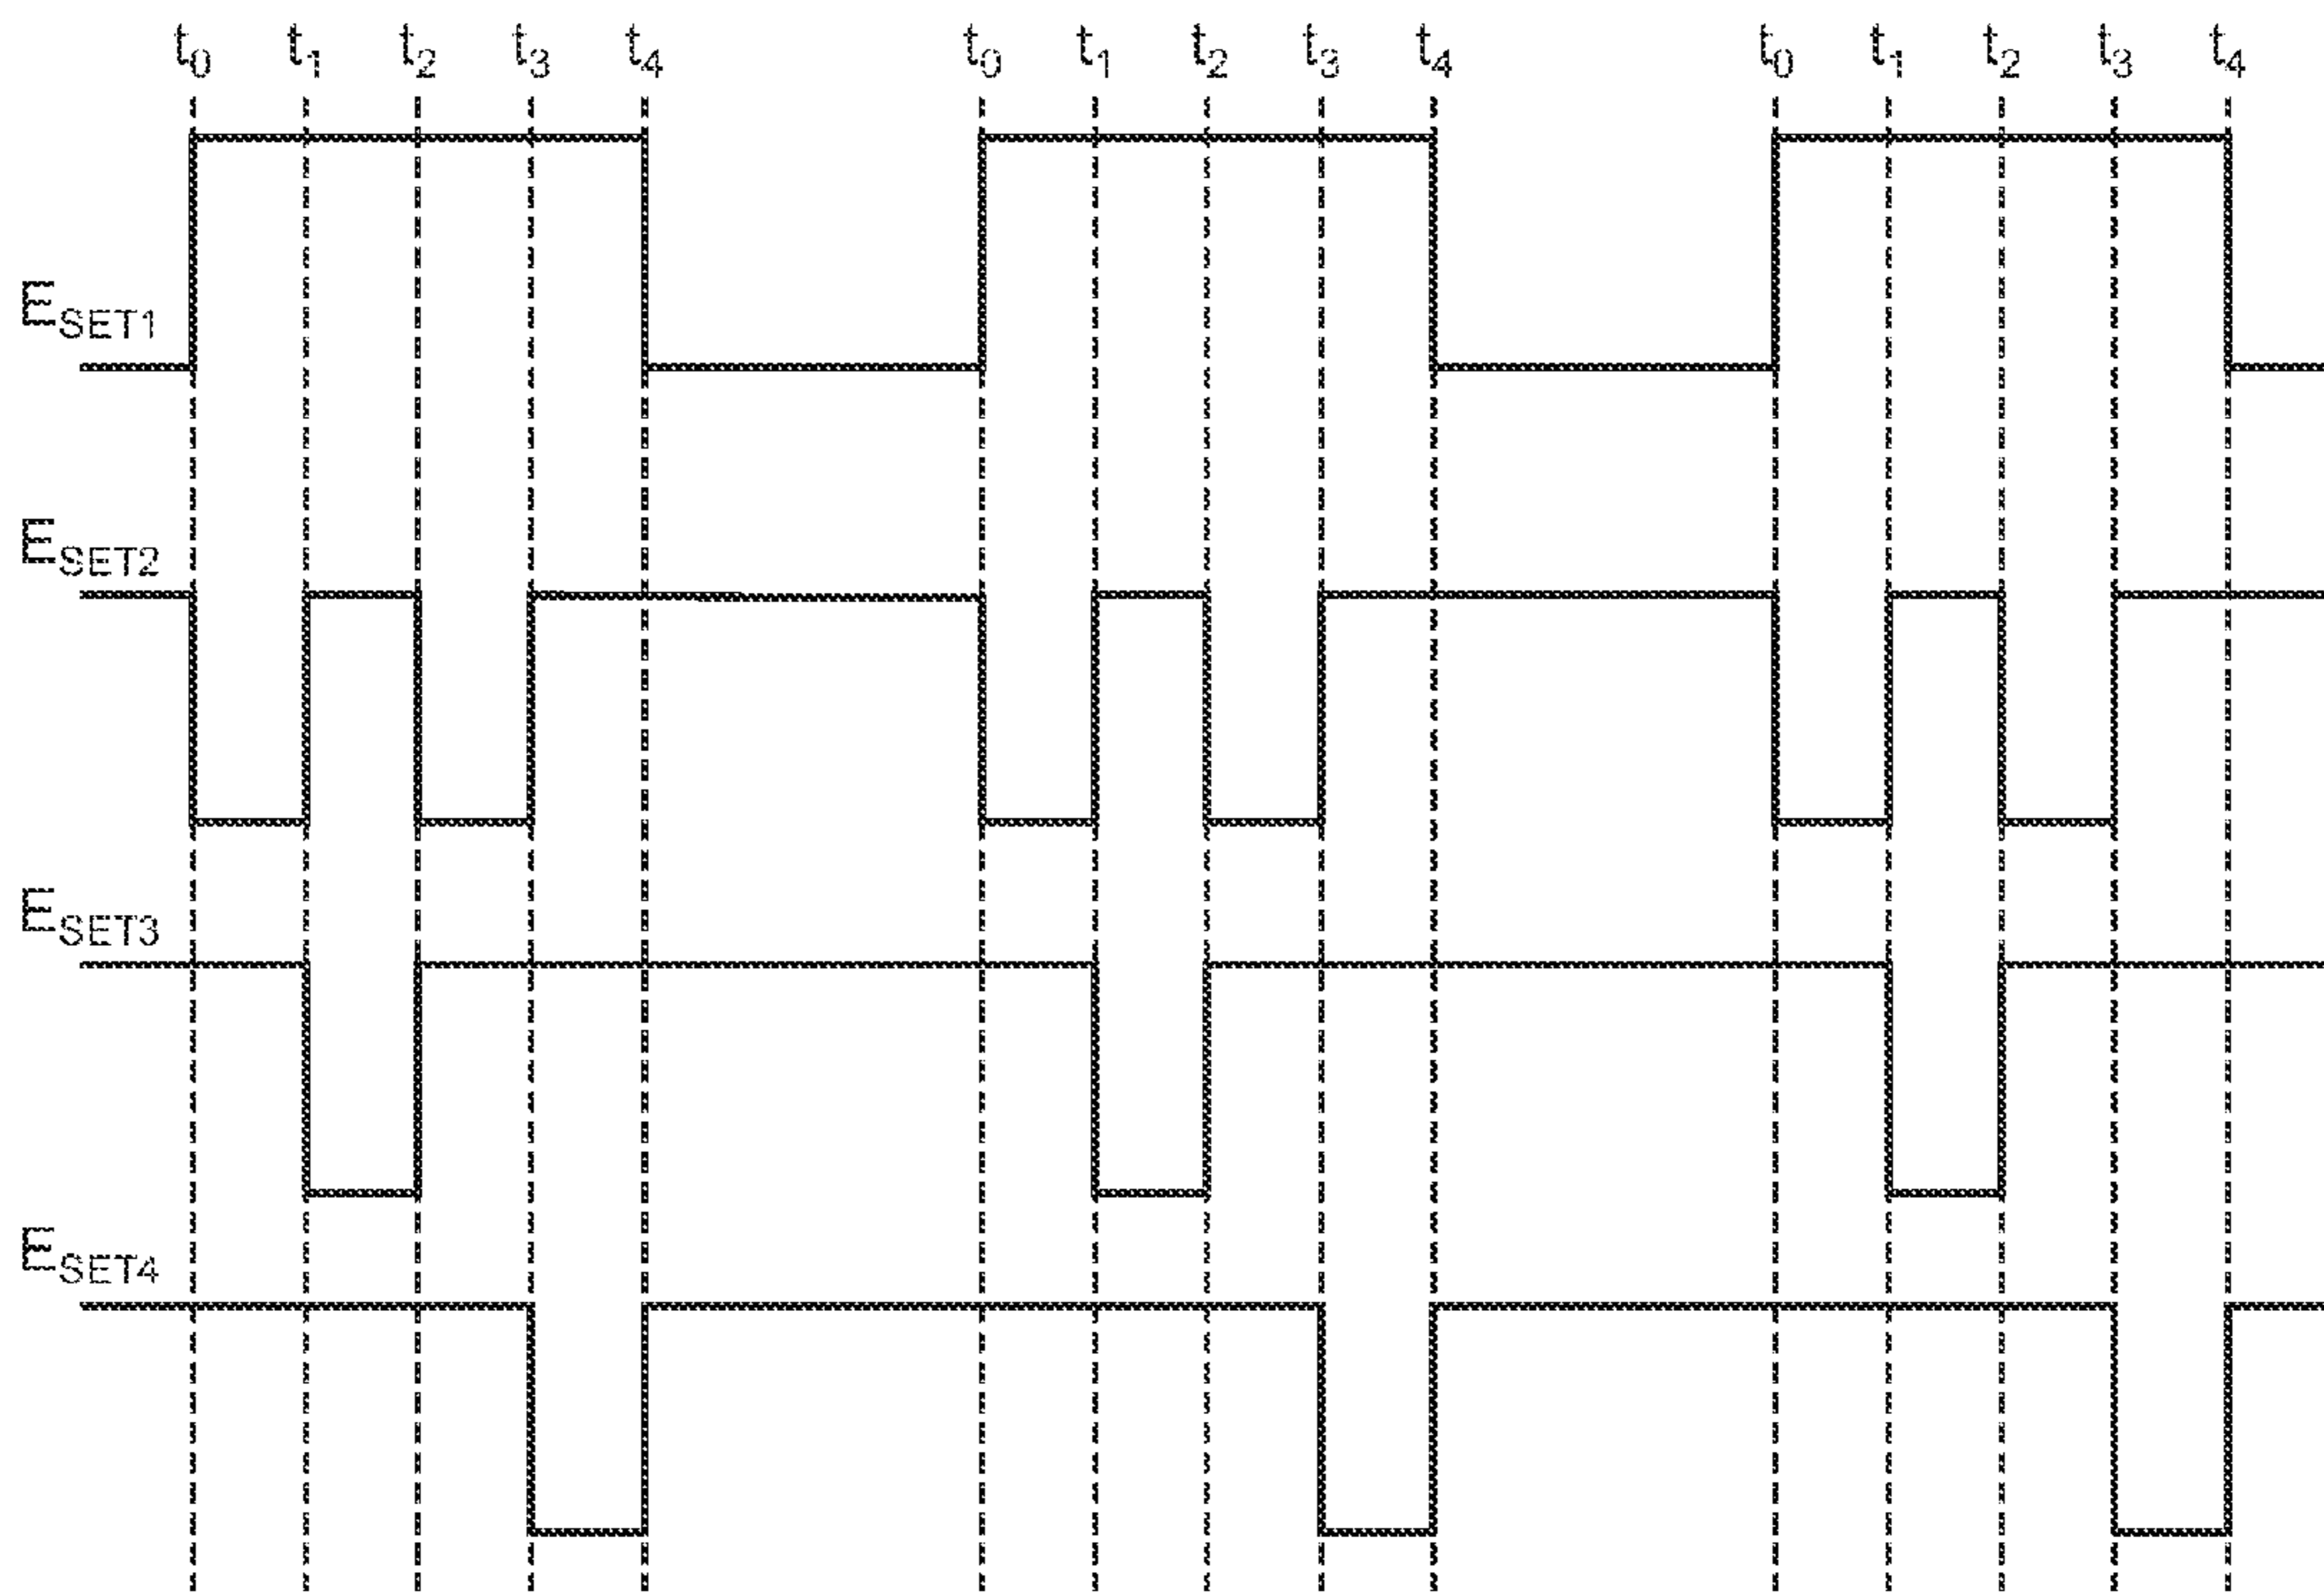 t0 t1 t2 t3 t4 t0 t1 t2 t3 t4 t0 t1 t2 t3 t4
ESET1
ESET2
ESET3
ESET4